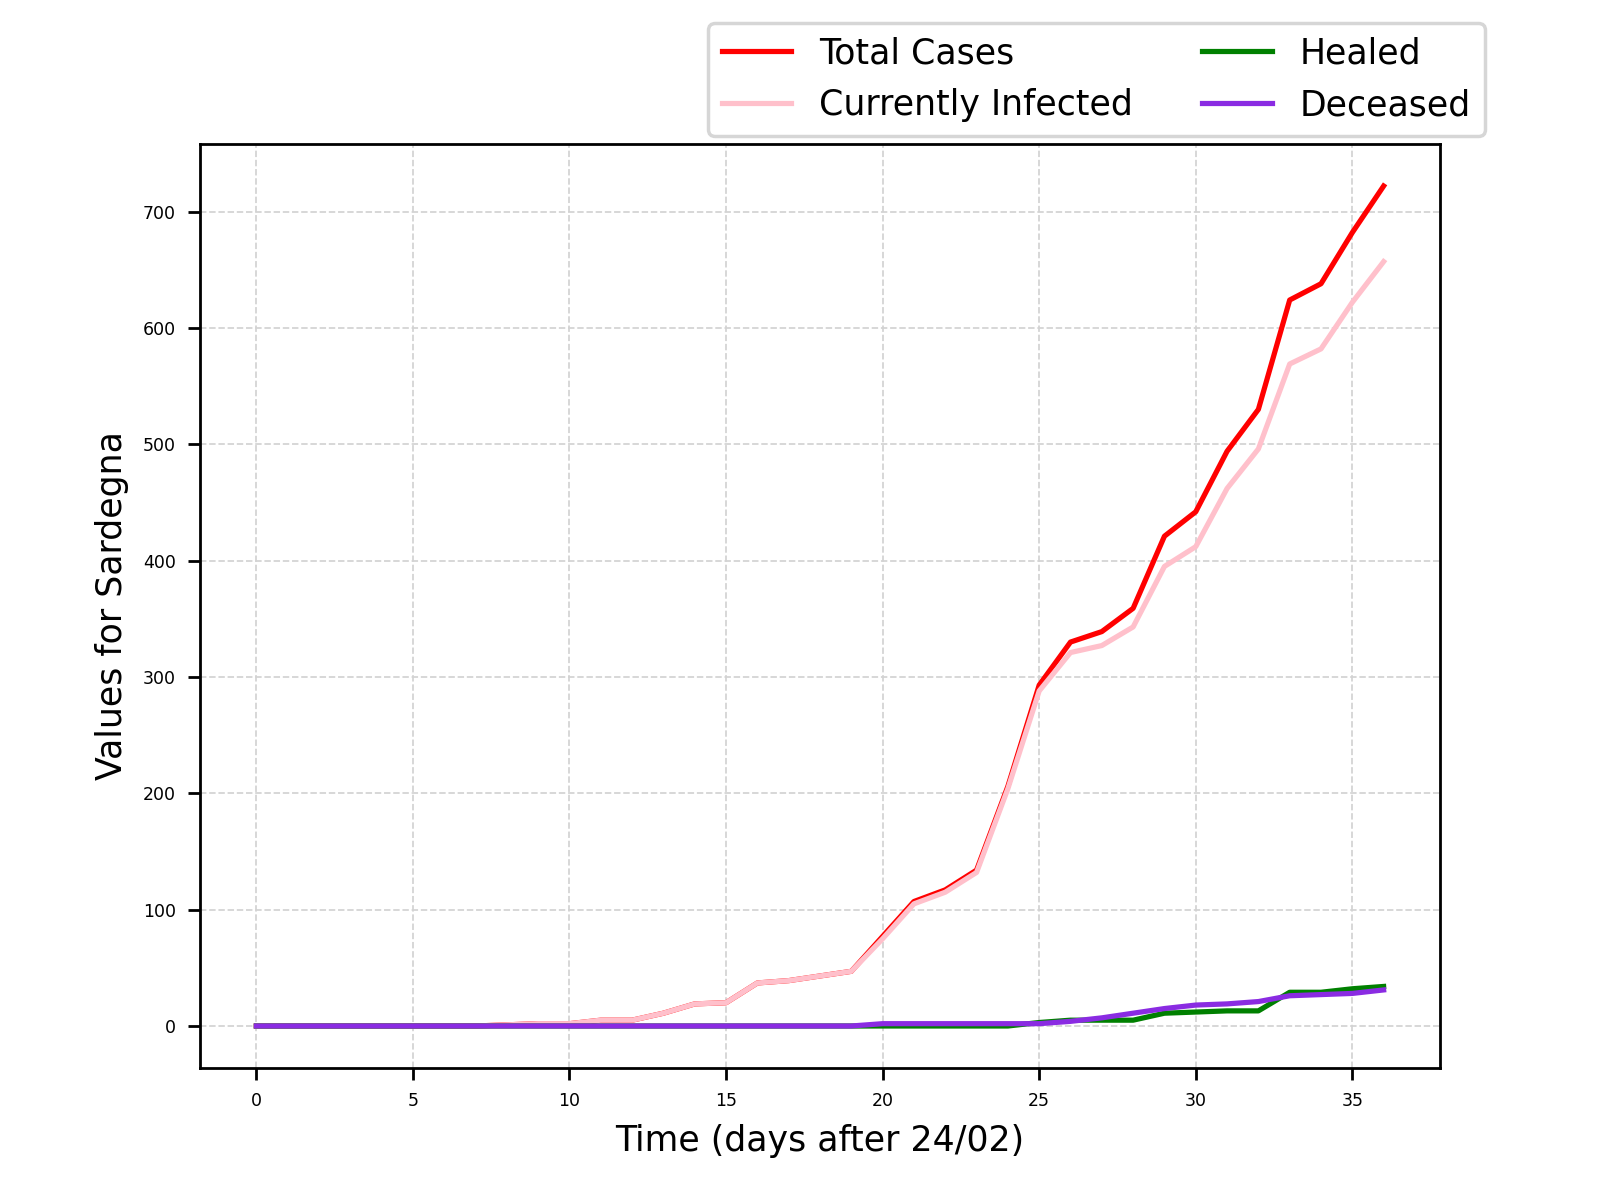 Total Cases
Currently Infected
Healed
Deceased
Values for Sardegna
700
600
500
400
300
200
100
0
0 5 10 15 20 25 30 35
Time (days after 24/02)